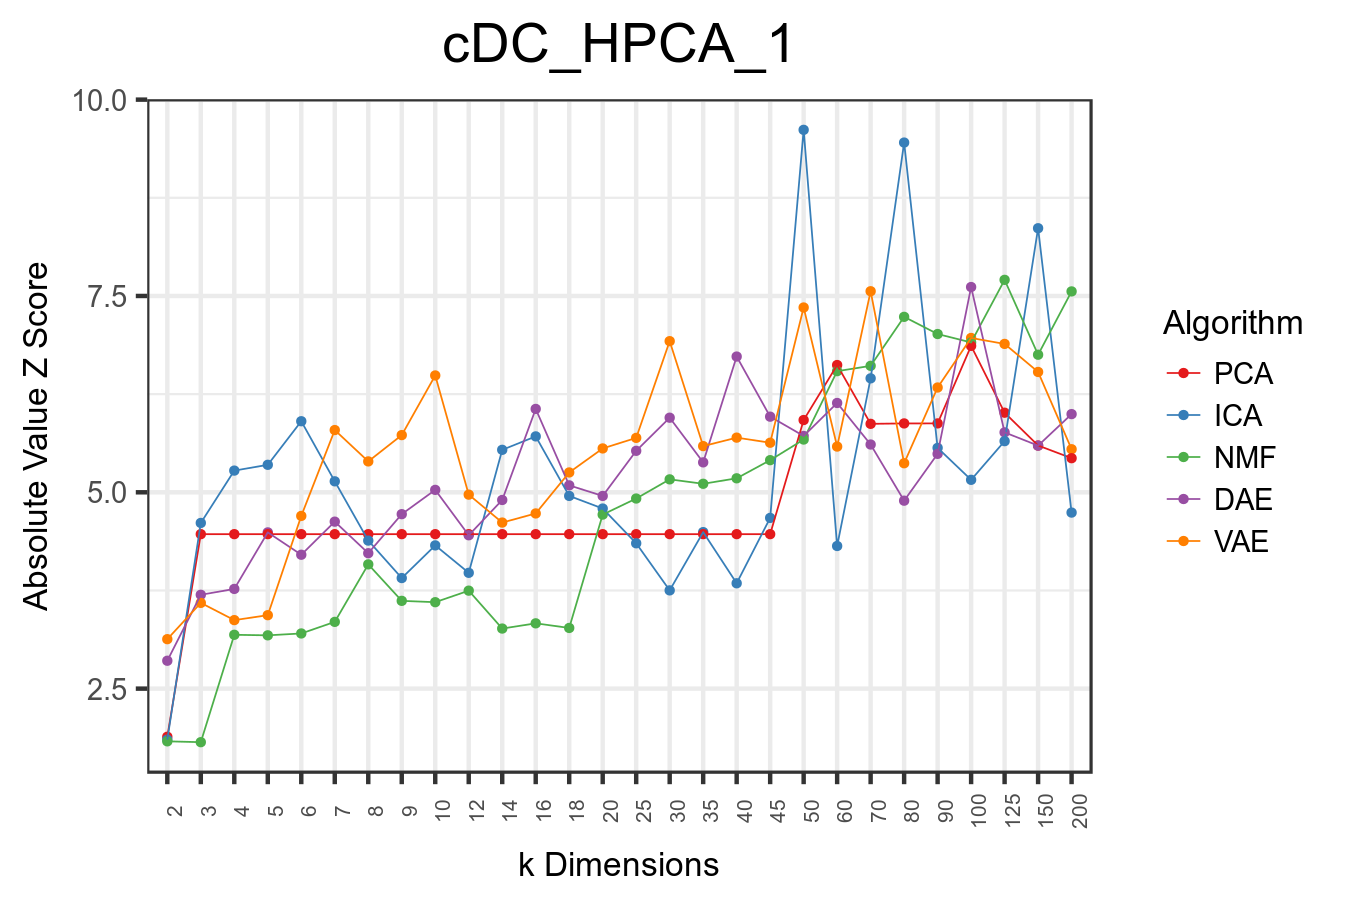 cDC_HPCA_1
Absolute Value Z Score
10.0
7.5
5.0
2.5
2 3 4 5 6 7 8 9 10 12 14 16 18 20 25 30 35 40 45 50 60 70 80 90 100 125 150 200
k Dimensions
Algorithm
PCA
ICA
NMF
DAE
VAE